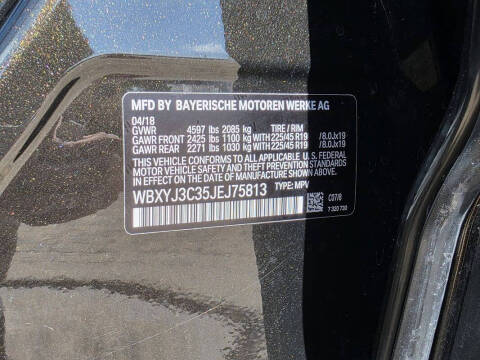 MFD BY BAYERISCHE MOTOREN WERKE AG
04/18
GVWR 4597 lbs 2085 kg TIRE / RIM
GAWR FRONT 2425 lbs 1100 kg 225/45 R19 / 8.0Jx19
GAWR REAR 2271 lbs 1030 kg 225/45 R19 / 8.0Jx19
THIS VEHICLE CONFORMS TO ALL APPLICABLE U.S. FEDERAL
MOTOR VEHICLE SAFETY AND THEFT PREVENTION STANDARDS
IN EFFECT ON THE DATE OF MANUFACTURE SHOWN ABOVE.
WBXYJ3C35JEJ75813 TYPE: MPV